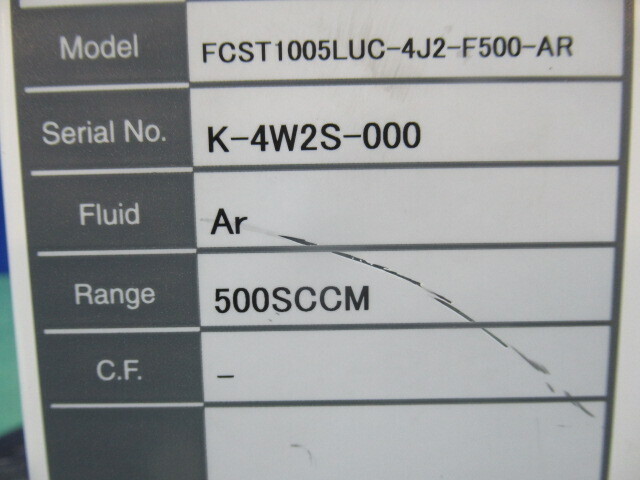 Model FCST1005LUC-4J2-F500-AR
Serial No. K-4W2S-000
Fluid Ar
Range 500SCCM
C.F. –